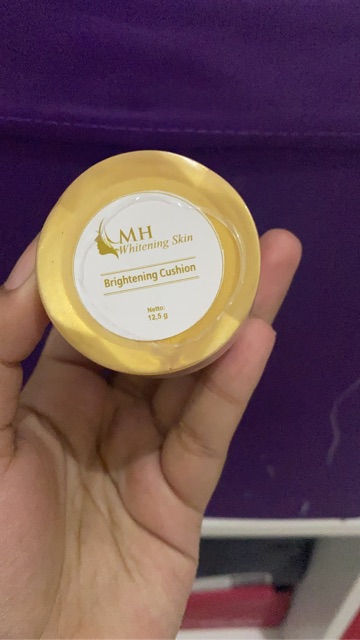 MH
Whitening Skin
Brightening Cushion
Netto:
12,5 g